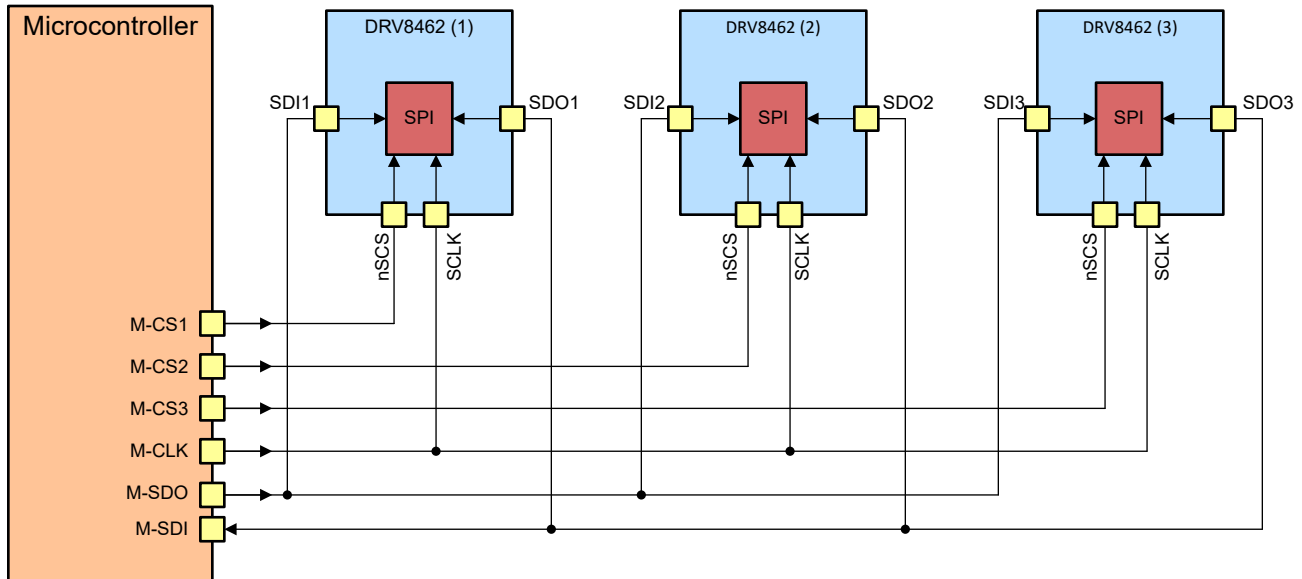 Microcontroller
DRV8462 (1)
DRV8462 (2)
DRV8462 (3)
SDI1
SPI
SDO1
SDI2
SPI
SDO2
SDI3
SPI
SDO3
nSCS
SCLK
nSCS
SCLK
nSCS
SCLK
M-CS1
M-CS2
M-CS3
M-CLK
M-SDO
M-SDI